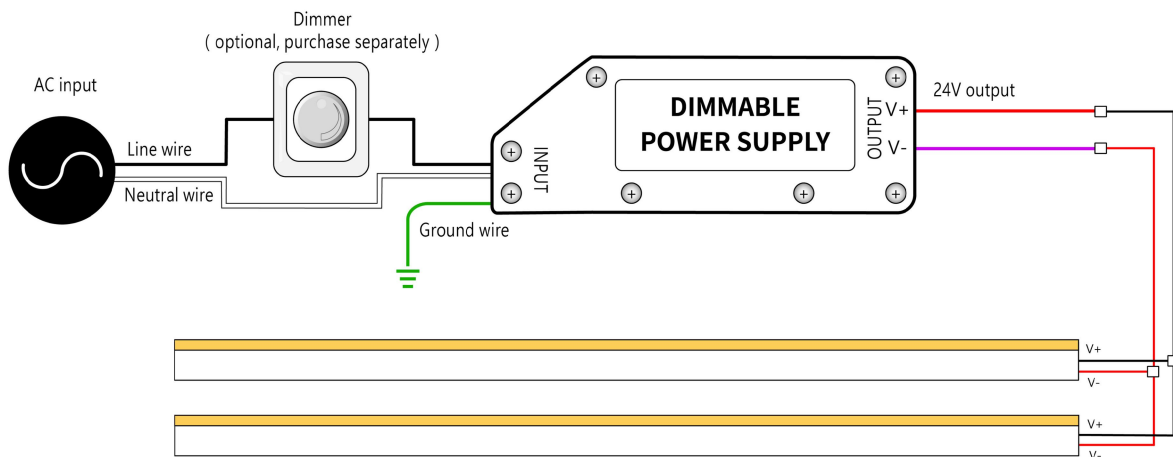 Dimmer
( optional, purchase separately )
AC input
Line wire
Neutral wire
Ground wire
INPUT
DIMMABLE
POWER SUPPLY
OUTPUT
V+
V-
24V output
V+
V-
V+
V-